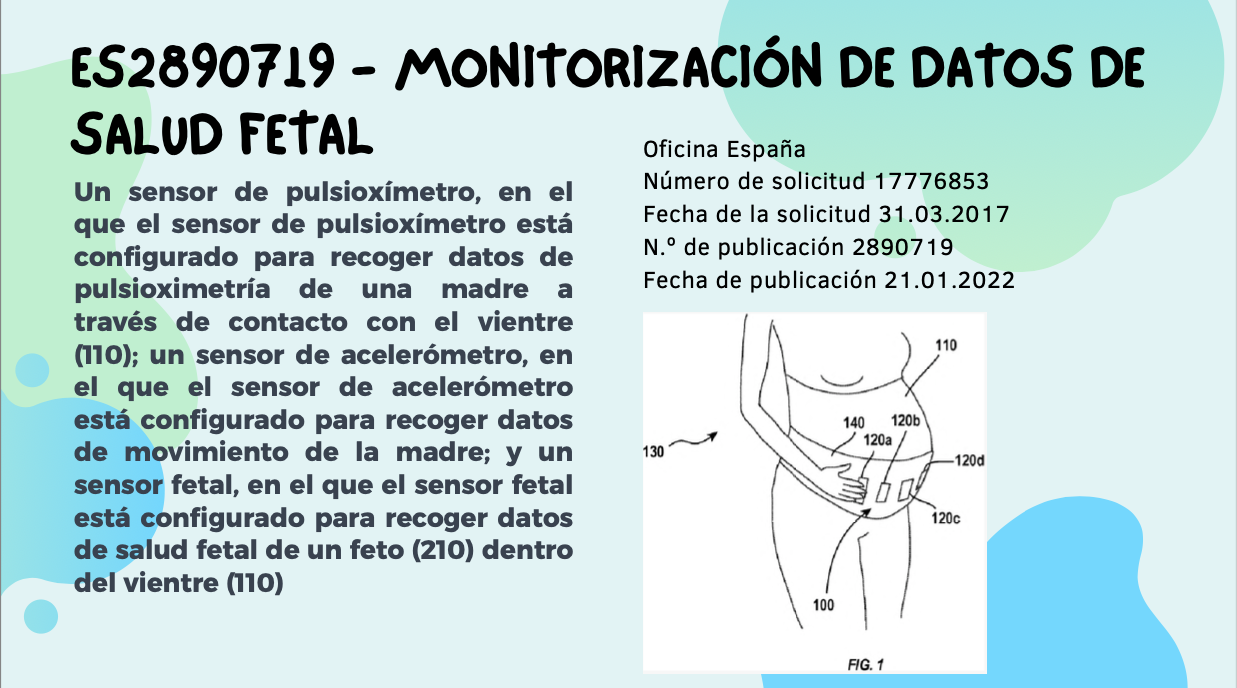 ES2890719 - MONITORIZACIÓN DE DATOS DE
SALUD FETAL
Un sensor de pulsioxímetro, en el
que el sensor de pulsioxímetro está
configurado para recoger datos de
pulsioximetría de una madre a
través de contacto con el vientre
(110); un sensor de acelerómetro, en
el que el sensor de acelerómetro
está configurado para recoger datos
de movimiento de la madre; y un
sensor fetal, en el que el sensor fetal
está configurado para recoger datos
de salud fetal de un feto (210) dentro
del vientre (110)
Oficina España
Número de solicitud 17776853
Fecha de la solicitud 31.03.2017
N.º de publicación 2890719
Fecha de publicación 21.01.2022
110
140
120b
120a
130
120d
120c
100
FIG. 1